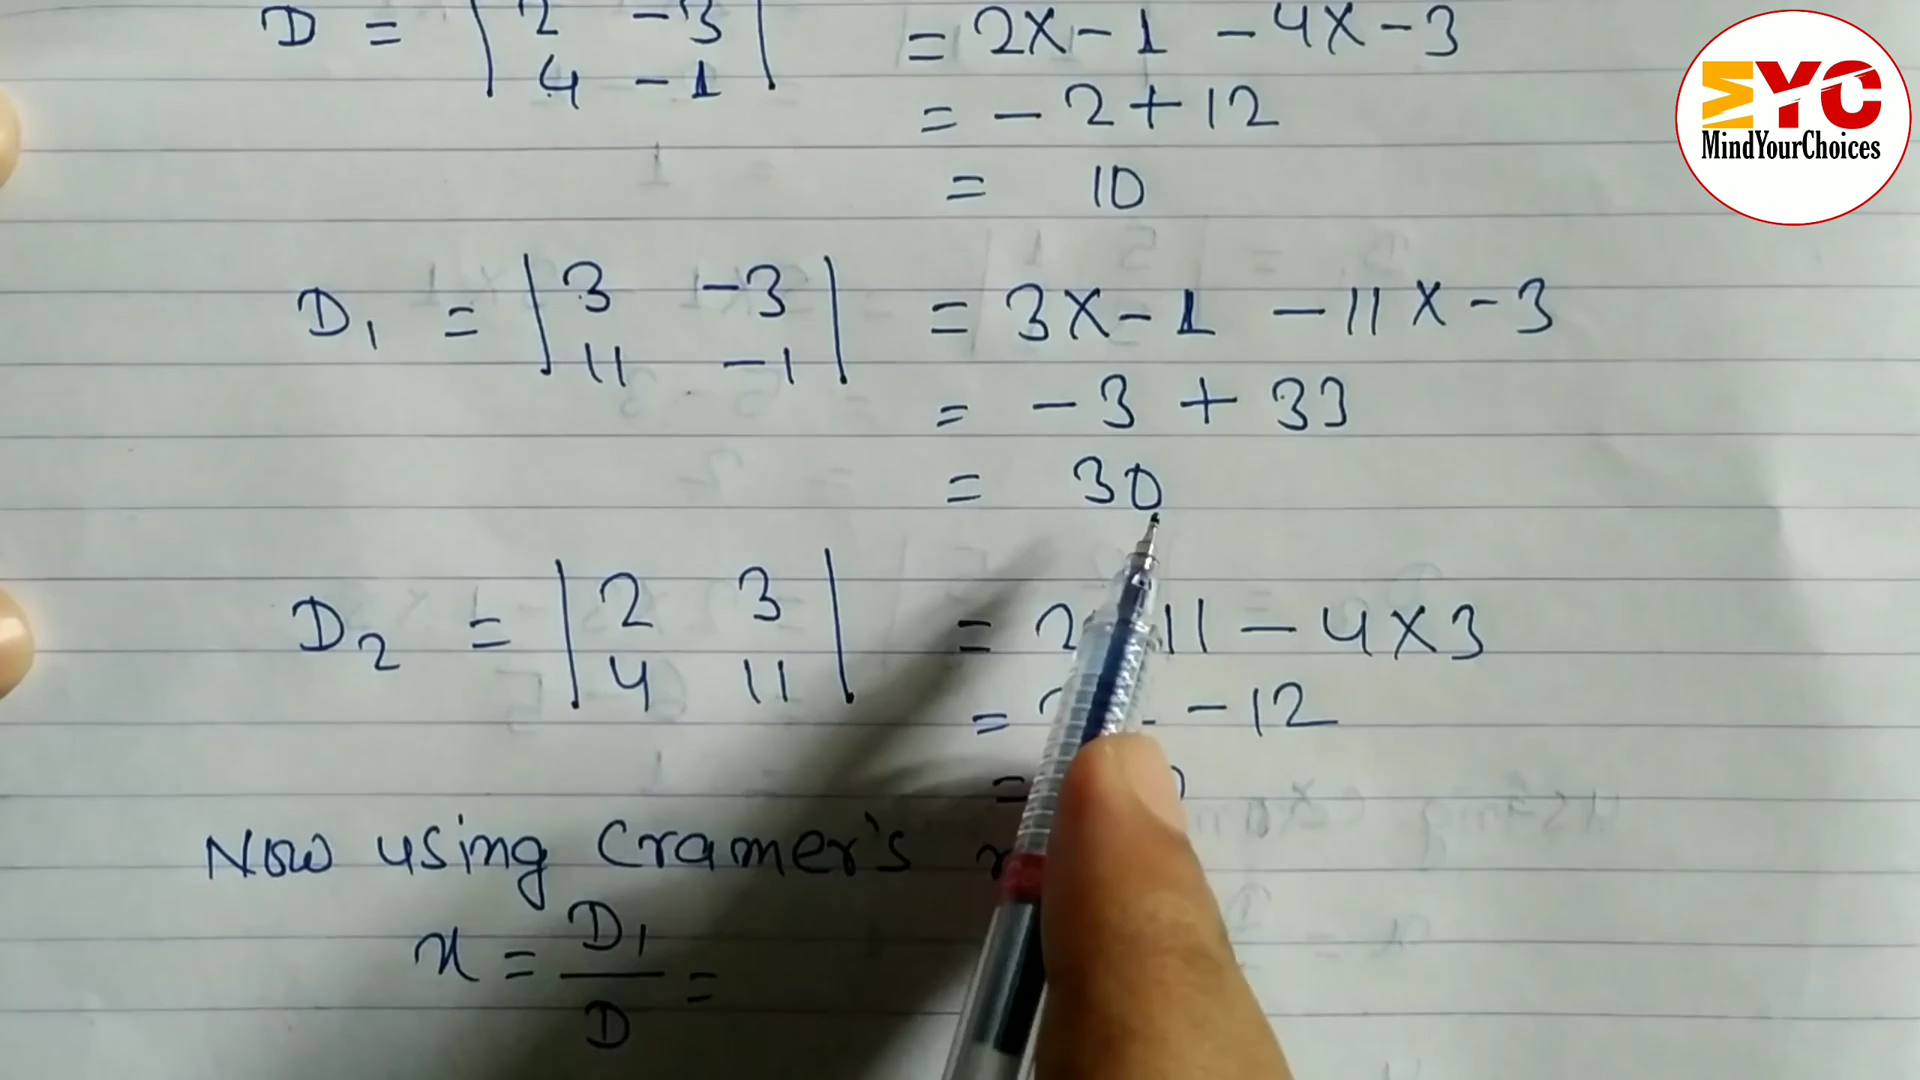 D = | 2 -3 | = 2x-1 -4x-3
| 4 -1 | = -2+12
= 10
D1 = | 3 -3 | = 3x-1 -11x-3
| 11 -1 | = -3 + 33
= 30
D2 = | 2 3 | = 2 11 - 4x3
| 4 11 | = -12
=
Now using Cramer's
x = D1 / D =
MYC
MindYourChoices